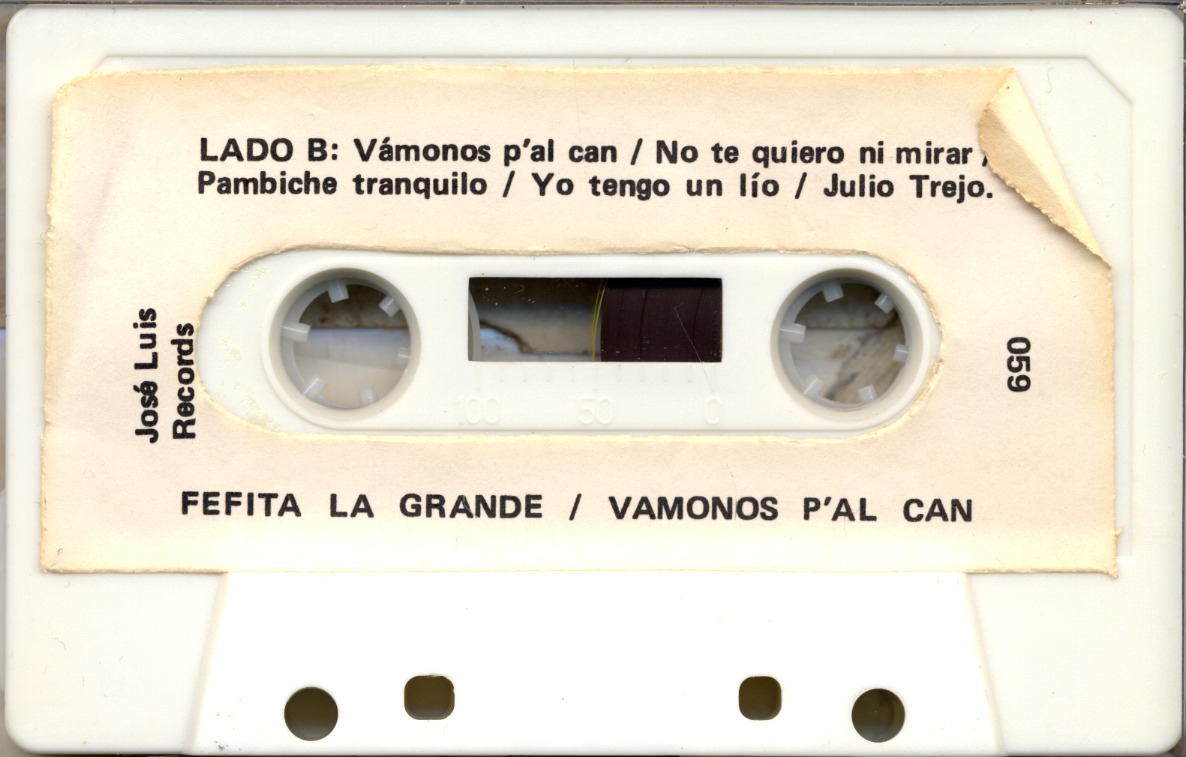 LADO B: Vámonos p'al can / No te quiero ni mirar /
Pambiche tranquilo / Yo tengo un lío / Julio Trejo.
José Luis
Records
059
100 50 0
FEFITA LA GRANDE / VAMONOS P'AL CAN